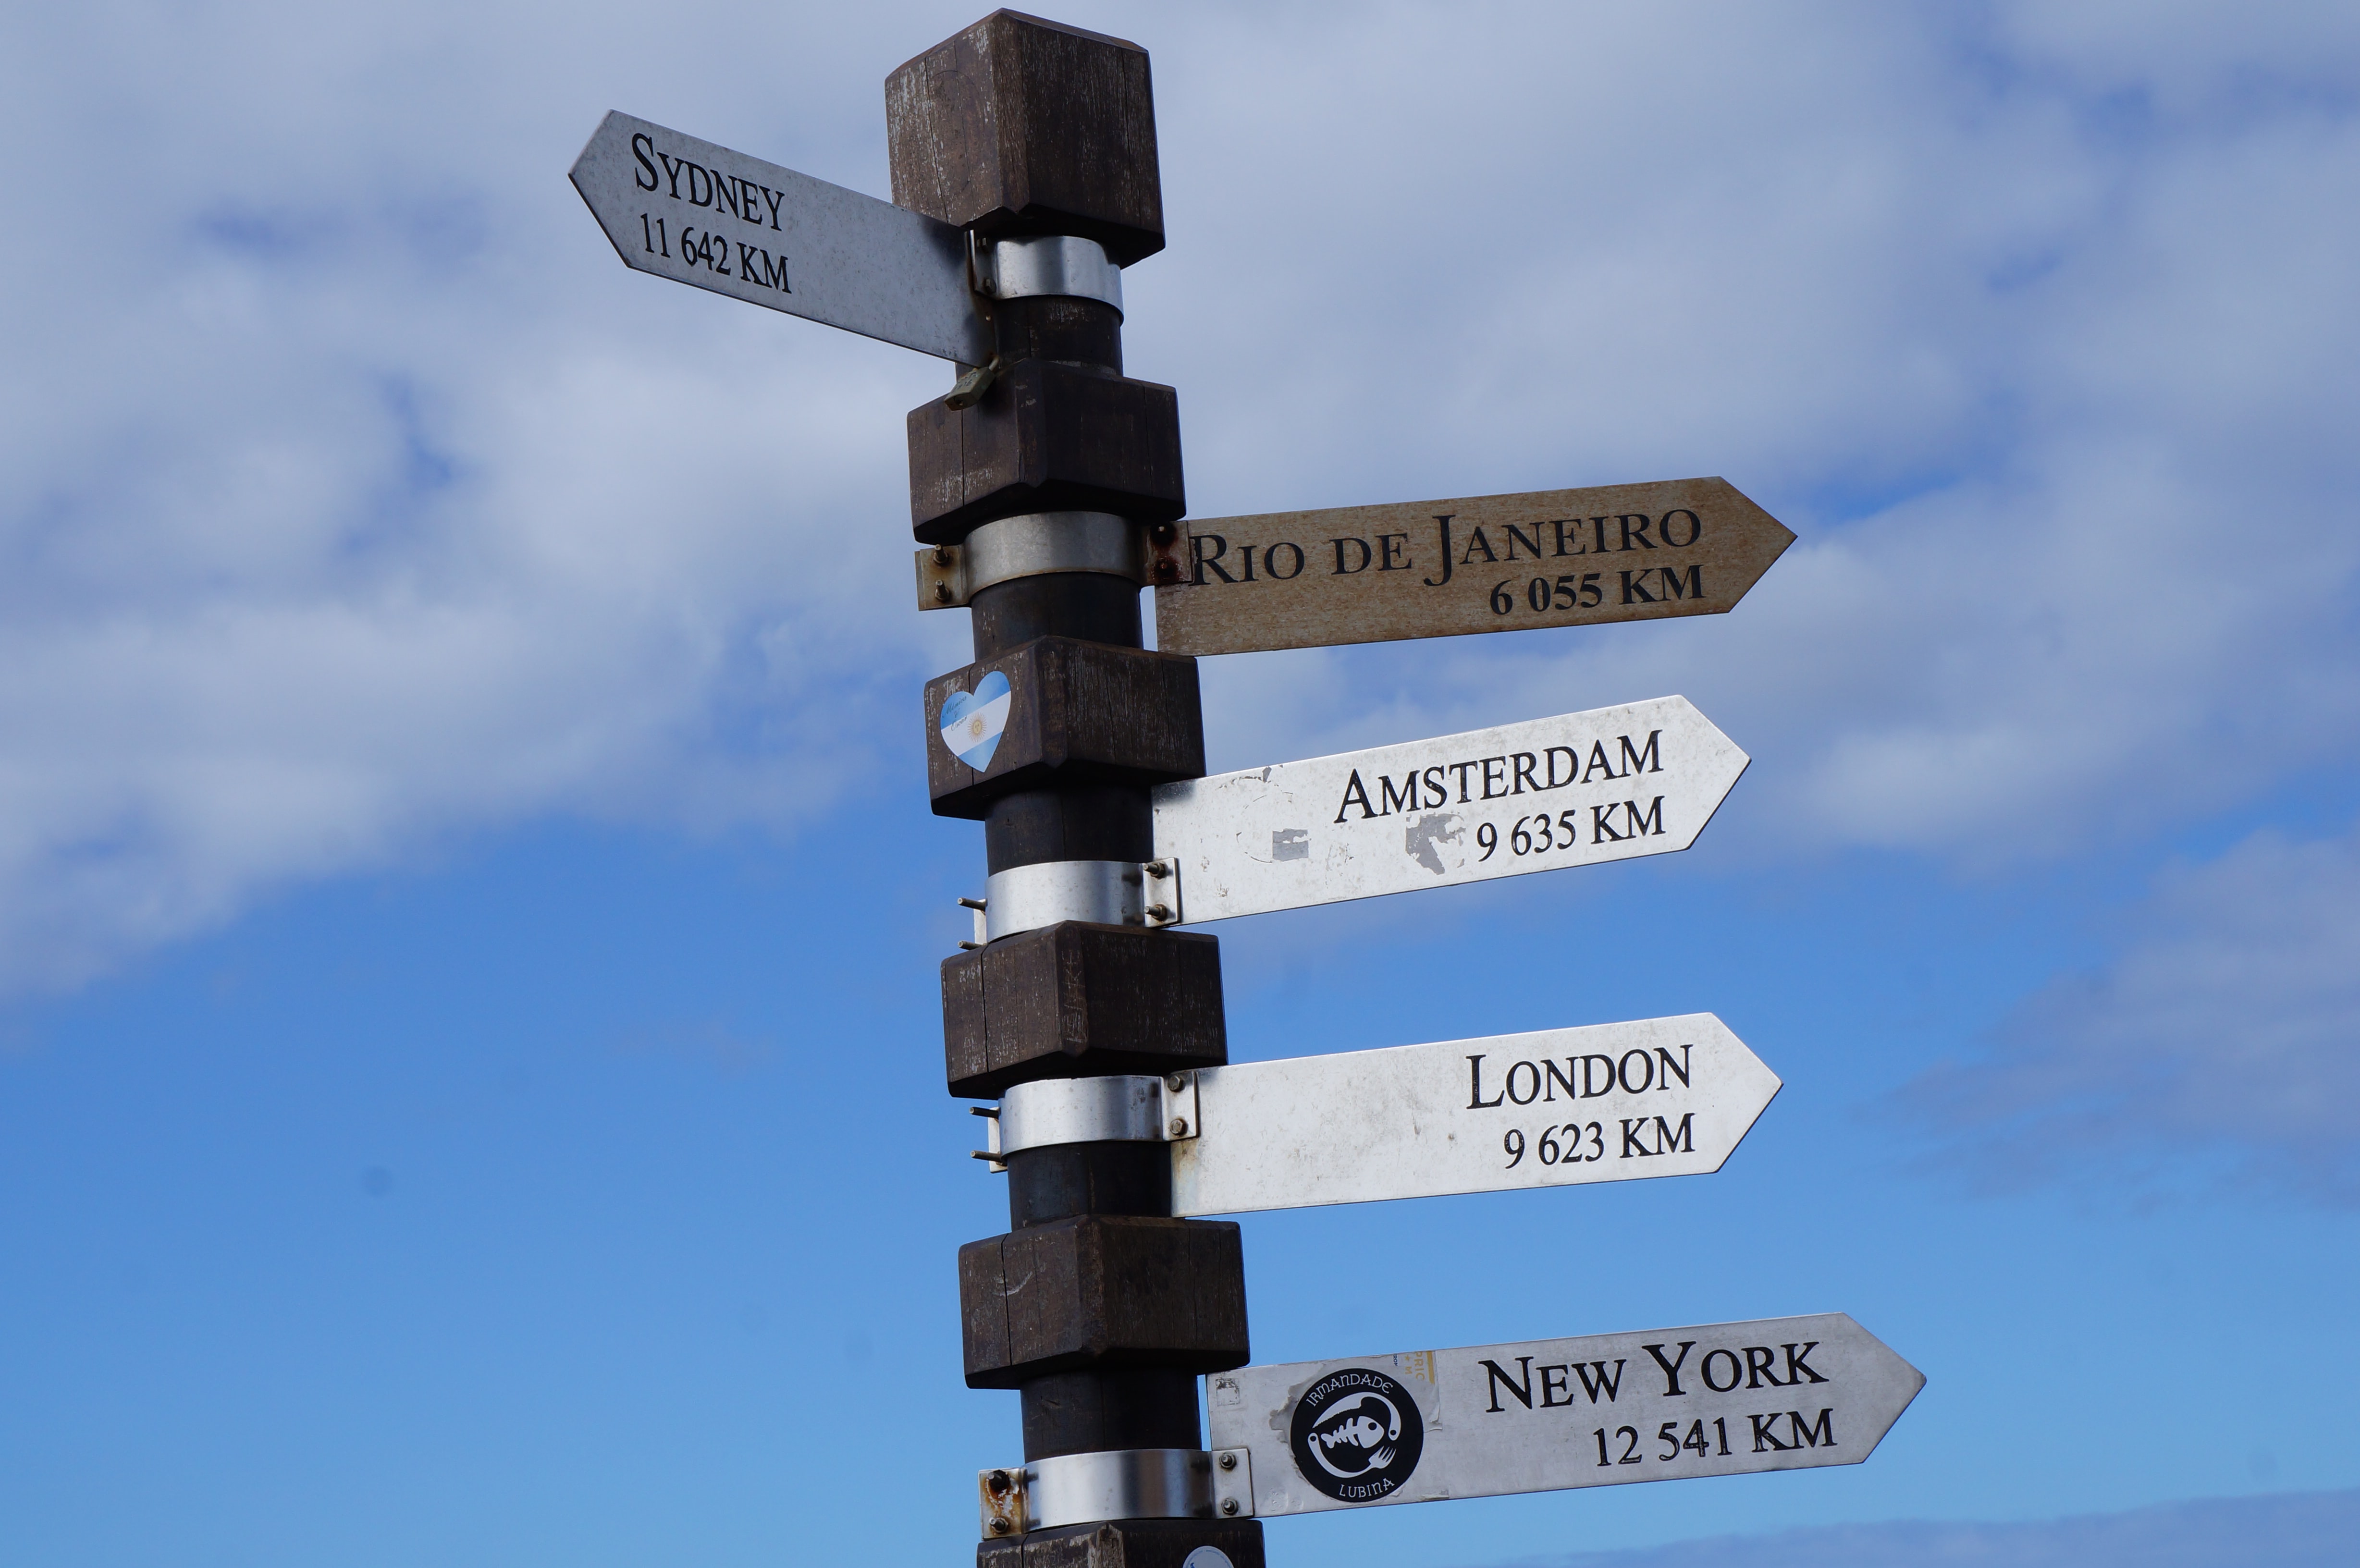 SYDNEY
11 642 KM
RIO DE JANEIRO
6 055 KM
AMSTERDAM
9 635 KM
LONDON
9 623 KM
NEW YORK
12 541 KM
IRMANDADE
LUBINA